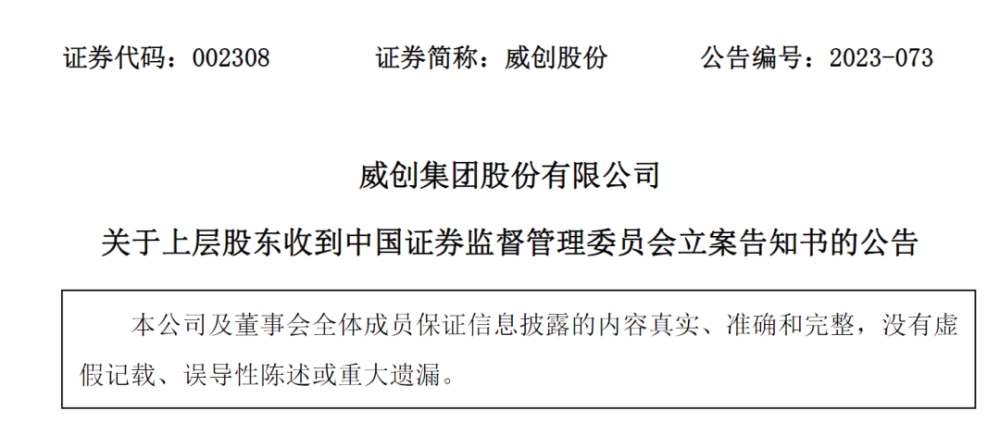 证券代码：002308 证券简称：威创股份 公告编号：2023-073
威创集团股份有限公司
关于上层股东收到中国证券监督管理委员会立案告知书的公告
本公司及董事会全体成员保证信息披露的内容真实、准确和完整，没有虚
假记载、误导性陈述或重大遗漏。